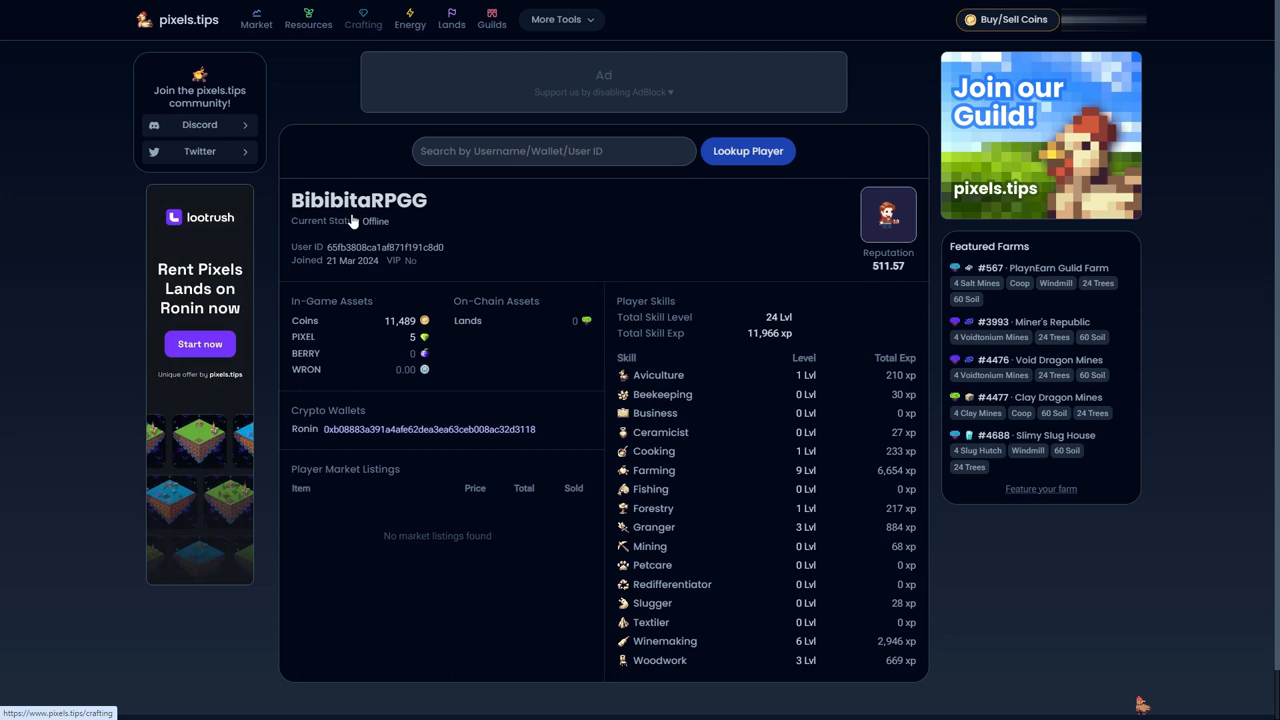 pixels.tips
Market
Resources
Crafting
Energy
Lands
Guilds
More Tools
Buy/Sell Coins
Join the pixels.tips
community!
Discord
Twitter
lootrush
Rent Pixels
Lands on
Ronin now
Start now
Unique offer by pixels.tips
Ad
Support us by disabling AdBlock ♥
Search by Username/Wallet/User ID
Lookup Player
BibibitaRPGG
Current Stat Offline
User ID 65fb3808ca1af871f191c8d0
Joined 21 Mar 2024 VIP No
Reputation
511.57
In-Game Assets
Coins 11,489
PIXEL 5
BERRY 0
WRON 0.00
On-Chain Assets
Lands 0
Crypto Wallets
Ronin 0xb08883a391a4afe62dea3ea63ceb008ac32d3118
Player Market Listings
Item Price Total Sold
No market listings found
Player Skills
Total Skill Level 24 Lvl
Total Skill Exp 11,966 xp
Skill Level Total Exp
Aviculture 1 Lvl 210 xp
Beekeeping 0 Lvl 30 xp
Business 0 Lvl 0 xp
Ceramicist 0 Lvl 27 xp
Cooking 1 Lvl 233 xp
Farming 9 Lvl 6,654 xp
Fishing 0 Lvl 0 xp
Forestry 1 Lvl 217 xp
Granger 3 Lvl 884 xp
Mining 0 Lvl 68 xp
Petcare 0 Lvl 0 xp
Redifferentiator 0 Lvl 0 xp
Slugger 0 Lvl 28 xp
Textiler 0 Lvl 0 xp
Winemaking 6 Lvl 2,946 xp
Woodwork 3 Lvl 669 xp
Join our
Guild!
pixels.tips
Featured Farms
#567 · PlaynEarn Guild Farm
4 Salt Mines Coop Windmill 24 Trees
60 Soil
#3993 · Miner's Republic
4 Voidtonium Mines 24 Trees 60 Soil
#4476 · Void Dragon Mines
4 Voidtonium Mines 24 Trees 60 Soil
#4477 · Clay Dragon Mines
4 Clay Mines Coop 60 Soil 24 Trees
#4688 · Slimy Slug House
4 Slug Hutch Windmill 60 Soil
24 Trees
Feature your farm
https://www.pixels.tips/crafting